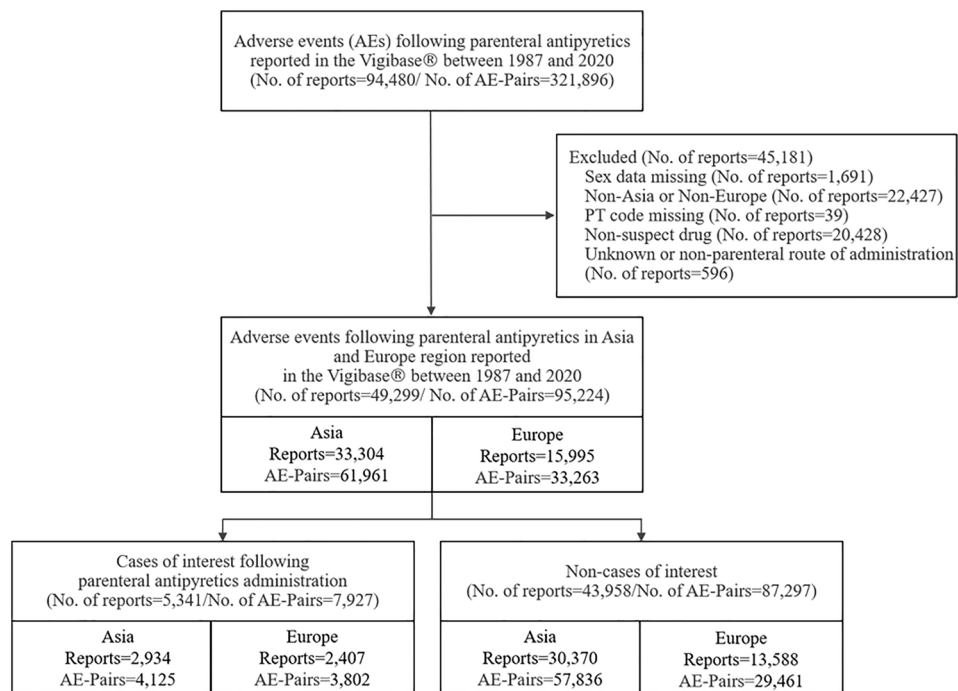 Adverse events (AEs) following parenteral antipyretics
reported in the Vigibase® between 1987 and 2020
(No. of reports=94,480/ No. of AE-Pairs=321,896)
Excluded (No. of reports=45,181)
Sex data missing (No. of reports=1,691)
Non-Asia or Non-Europe (No. of reports=22,427)
PT code missing (No. of reports=39)
Non-suspect drug (No. of reports=20,428)
Unknown or non-parenteral route of administration
(No. of reports=596)
Adverse events following parenteral antipyretics in Asia
and Europe region reported
in the Vigibase® between 1987 and 2020
(No. of reports=49,299/ No. of AE-Pairs=95,224)
Asia
Reports=33,304
AE-Pairs=61,961
Europe
Reports=15,995
AE-Pairs=33,263
Cases of interest following
parenteral antipyretics administration
(No. of reports=5,341/No. of AE-Pairs=7,927)
Asia
Reports=2,934
AE-Pairs=4,125
Europe
Reports=2,407
AE-Pairs=3,802
Non-cases of interest
(No. of reports=43,958/No. of AE-Pairs=87,297)
Asia
Reports=30,370
AE-Pairs=57,836
Europe
Reports=13,588
AE-Pairs=29,461